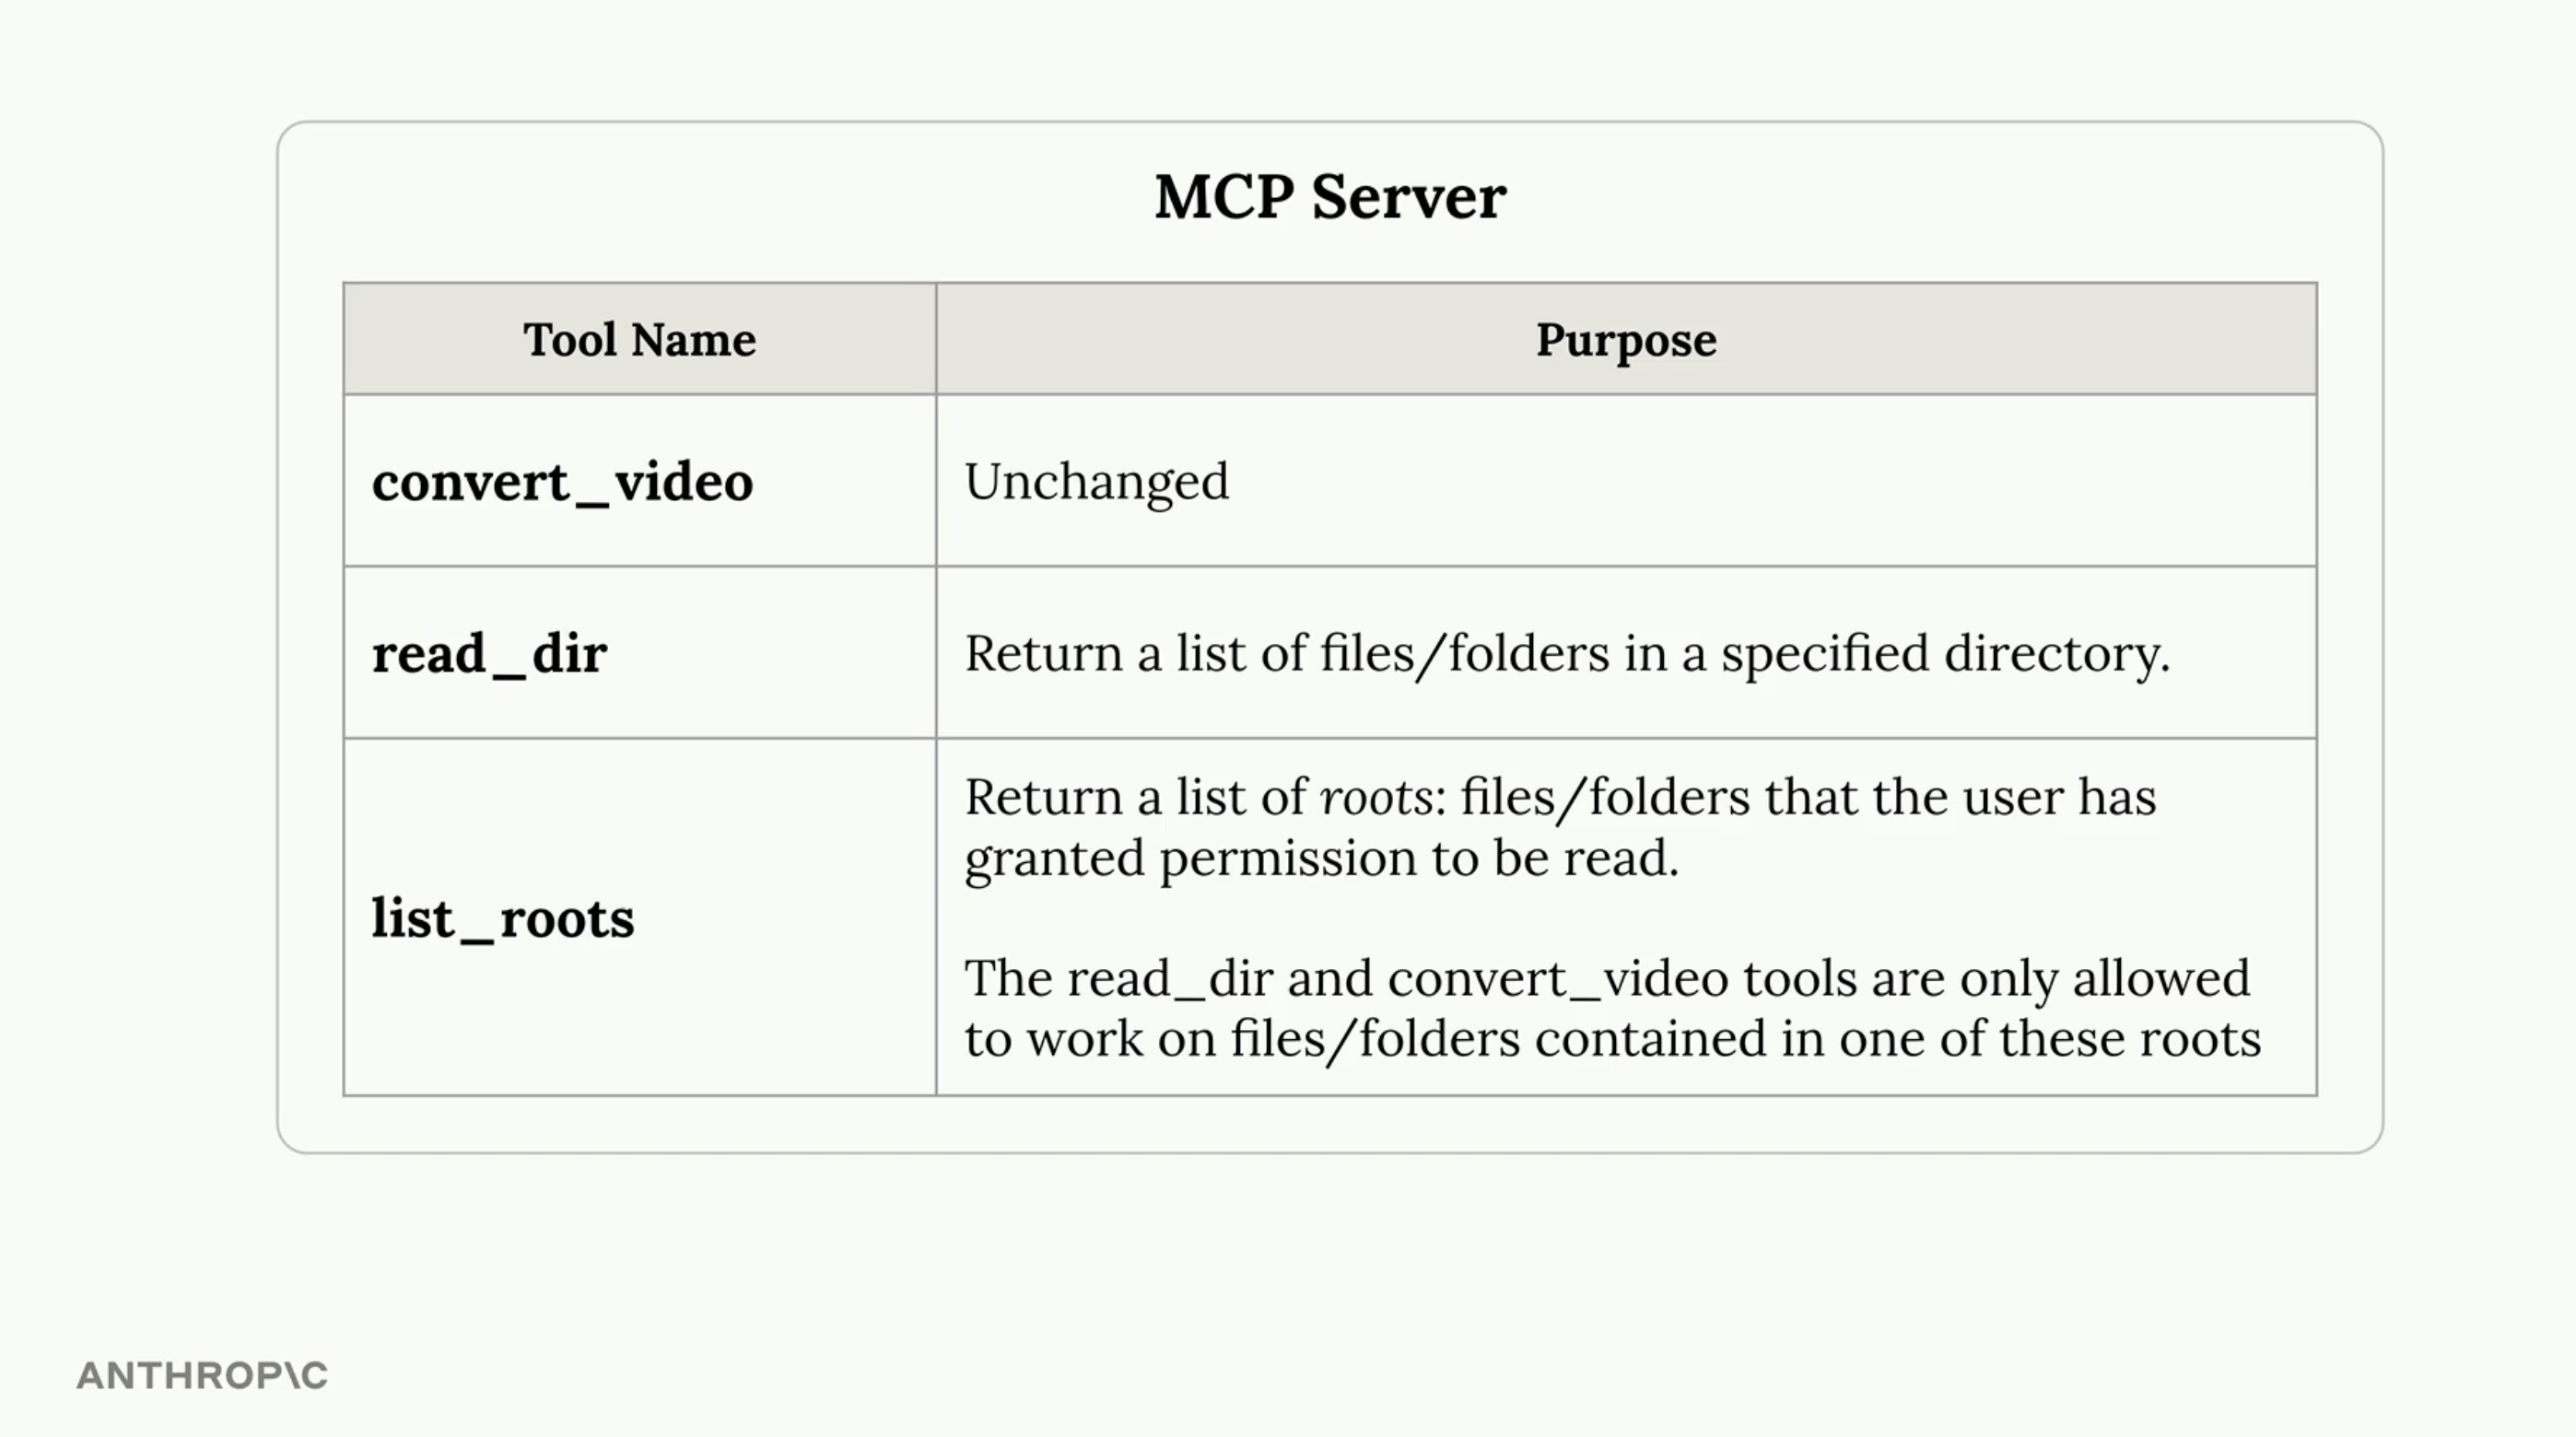 MCP Server
Tool Name
Purpose
convert_video
Unchanged
read_dir
Return a list of files/folders in a specified directory.
list_roots
Return a list of roots: files/folders that the user has
granted permission to be read.
The read_dir and convert_video tools are only allowed
to work on files/folders contained in one of these roots
ANTHROP\C